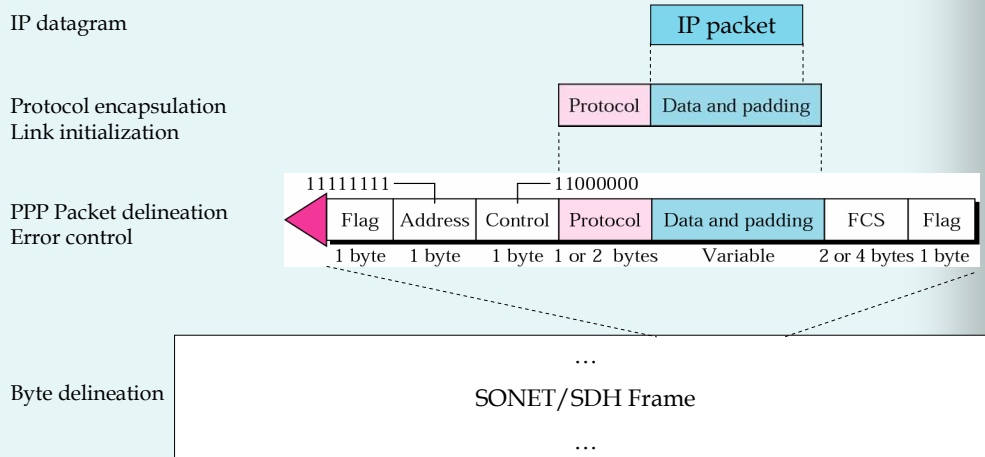 IP datagram
IP packet
Protocol encapsulation
Link initialization
Protocol Data and padding
11111111 11000000
PPP Packet delineation
Error control
Flag Address Control Protocol Data and padding FCS Flag
1 byte 1 byte 1 byte 1 or 2 bytes Variable 2 or 4 bytes 1 byte
...
Byte delineation
SONET/SDH Frame
...